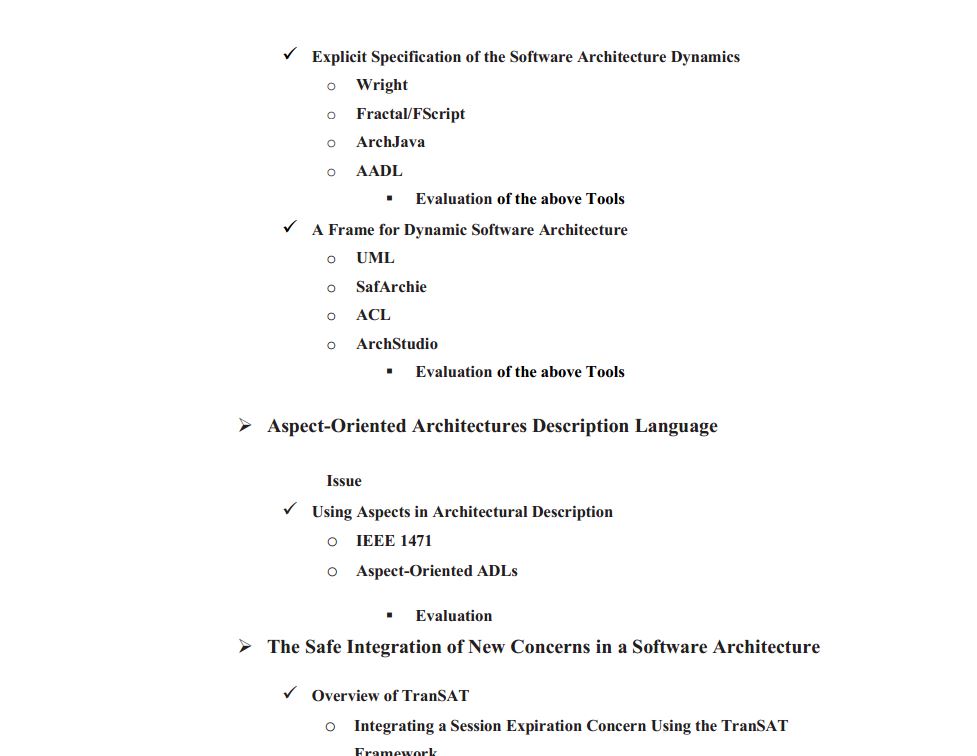 ✓ Explicit Specification of the Software Architecture Dynamics
o Wright
o Fractal/FScript
o ArchJava
o AADL
▪ Evaluation of the above Tools
✓ A Frame for Dynamic Software Architecture
o UML
o SafArchie
o ACL
o ArchStudio
▪ Evaluation of the above Tools
➢ Aspect-Oriented Architectures Description Language
Issue
✓ Using Aspects in Architectural Description
o IEEE 1471
o Aspect-Oriented ADLs
▪ Evaluation
➢ The Safe Integration of New Concerns in a Software Architecture
✓ Overview of TranSAT
o Integrating a Session Expiration Concern Using the TranSAT
Framework